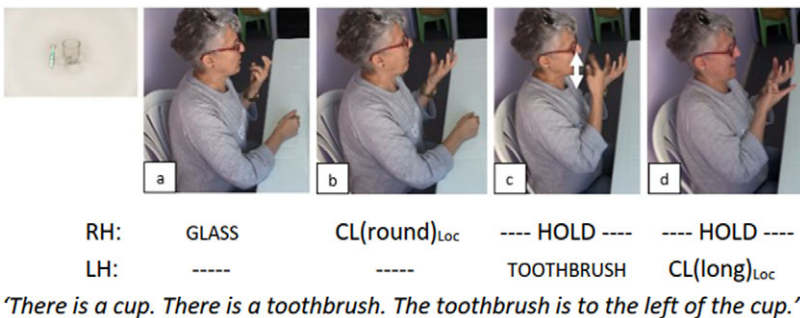 a b c d
RH: GLASS CL(round)Loc ---- HOLD ---- ---- HOLD ----
LH: ----- ----- TOOTHBRUSH CL(long)Loc
‘There is a cup. There is a toothbrush. The toothbrush is to the left of the cup.’